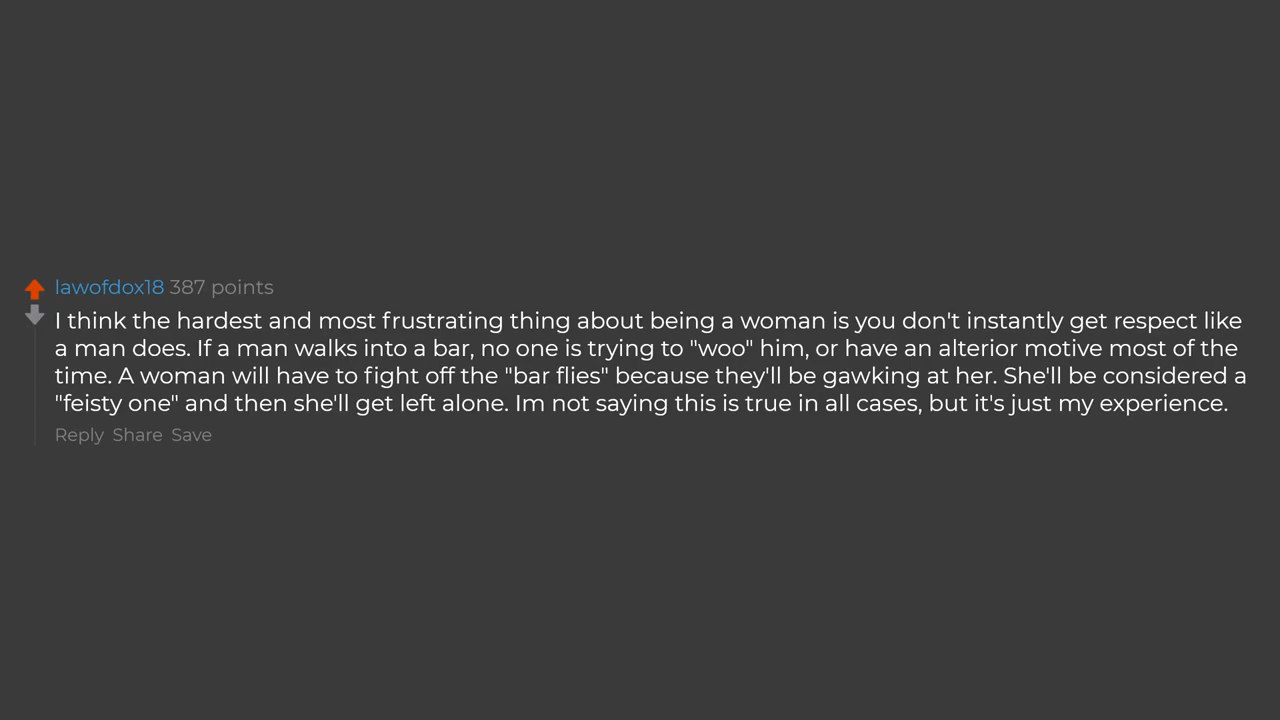 lawofdox18 387 points
I think the hardest and most frustrating thing about being a woman is you don't instantly get respect like
a man does. If a man walks into a bar, no one is trying to "woo" him, or have an alterior motive most of the
time. A woman will have to fight off the "bar flies" because they'll be gawking at her. She'll be considered a
"feisty one" and then she'll get left alone. Im not saying this is true in all cases, but it's just my experience.
Reply Share Save